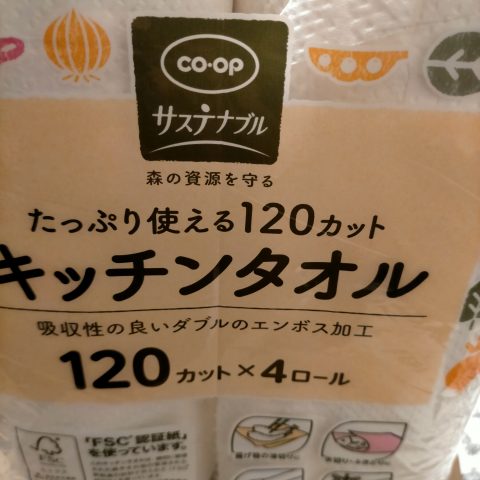 co·op
サステナブル
森の資源を守る
たっぷり使える120カット
キッチンタオル
吸収性の良いダブルのエンボス加工
120カット×4ロール
「FSC®認証紙」
を使っています。
FSC